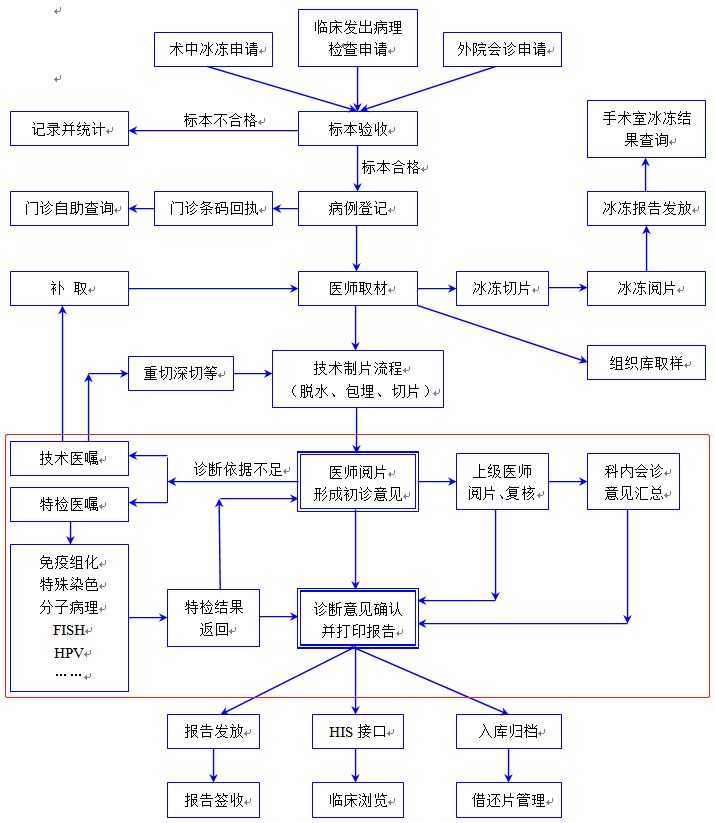 临床发出病理
检查申请
术中冰冻申请
外院会诊申请
标本不合格
记录并统计
标本验收
手术室冰冻结
果查询
标本合格
门诊自助查询
门诊条码回执
病例登记
冰冻报告发放
补 取
医师取材
冰冻切片
冰冻阅片
组织库取样
重切深切等
技术制片流程
(脱水、包埋、切片)
技术医嘱
诊断依据不足
医师阅片
形成初诊意见
上级医师
阅片、复核
科内会诊
意见汇总
特检医嘱
免疫组化
特殊染色
分子病理
FISH
HPV
……
特检结果
返回
诊断意见确认
并打印报告
报告发放
HIS 接口
入库归档
报告签收
临床浏览
借还片管理